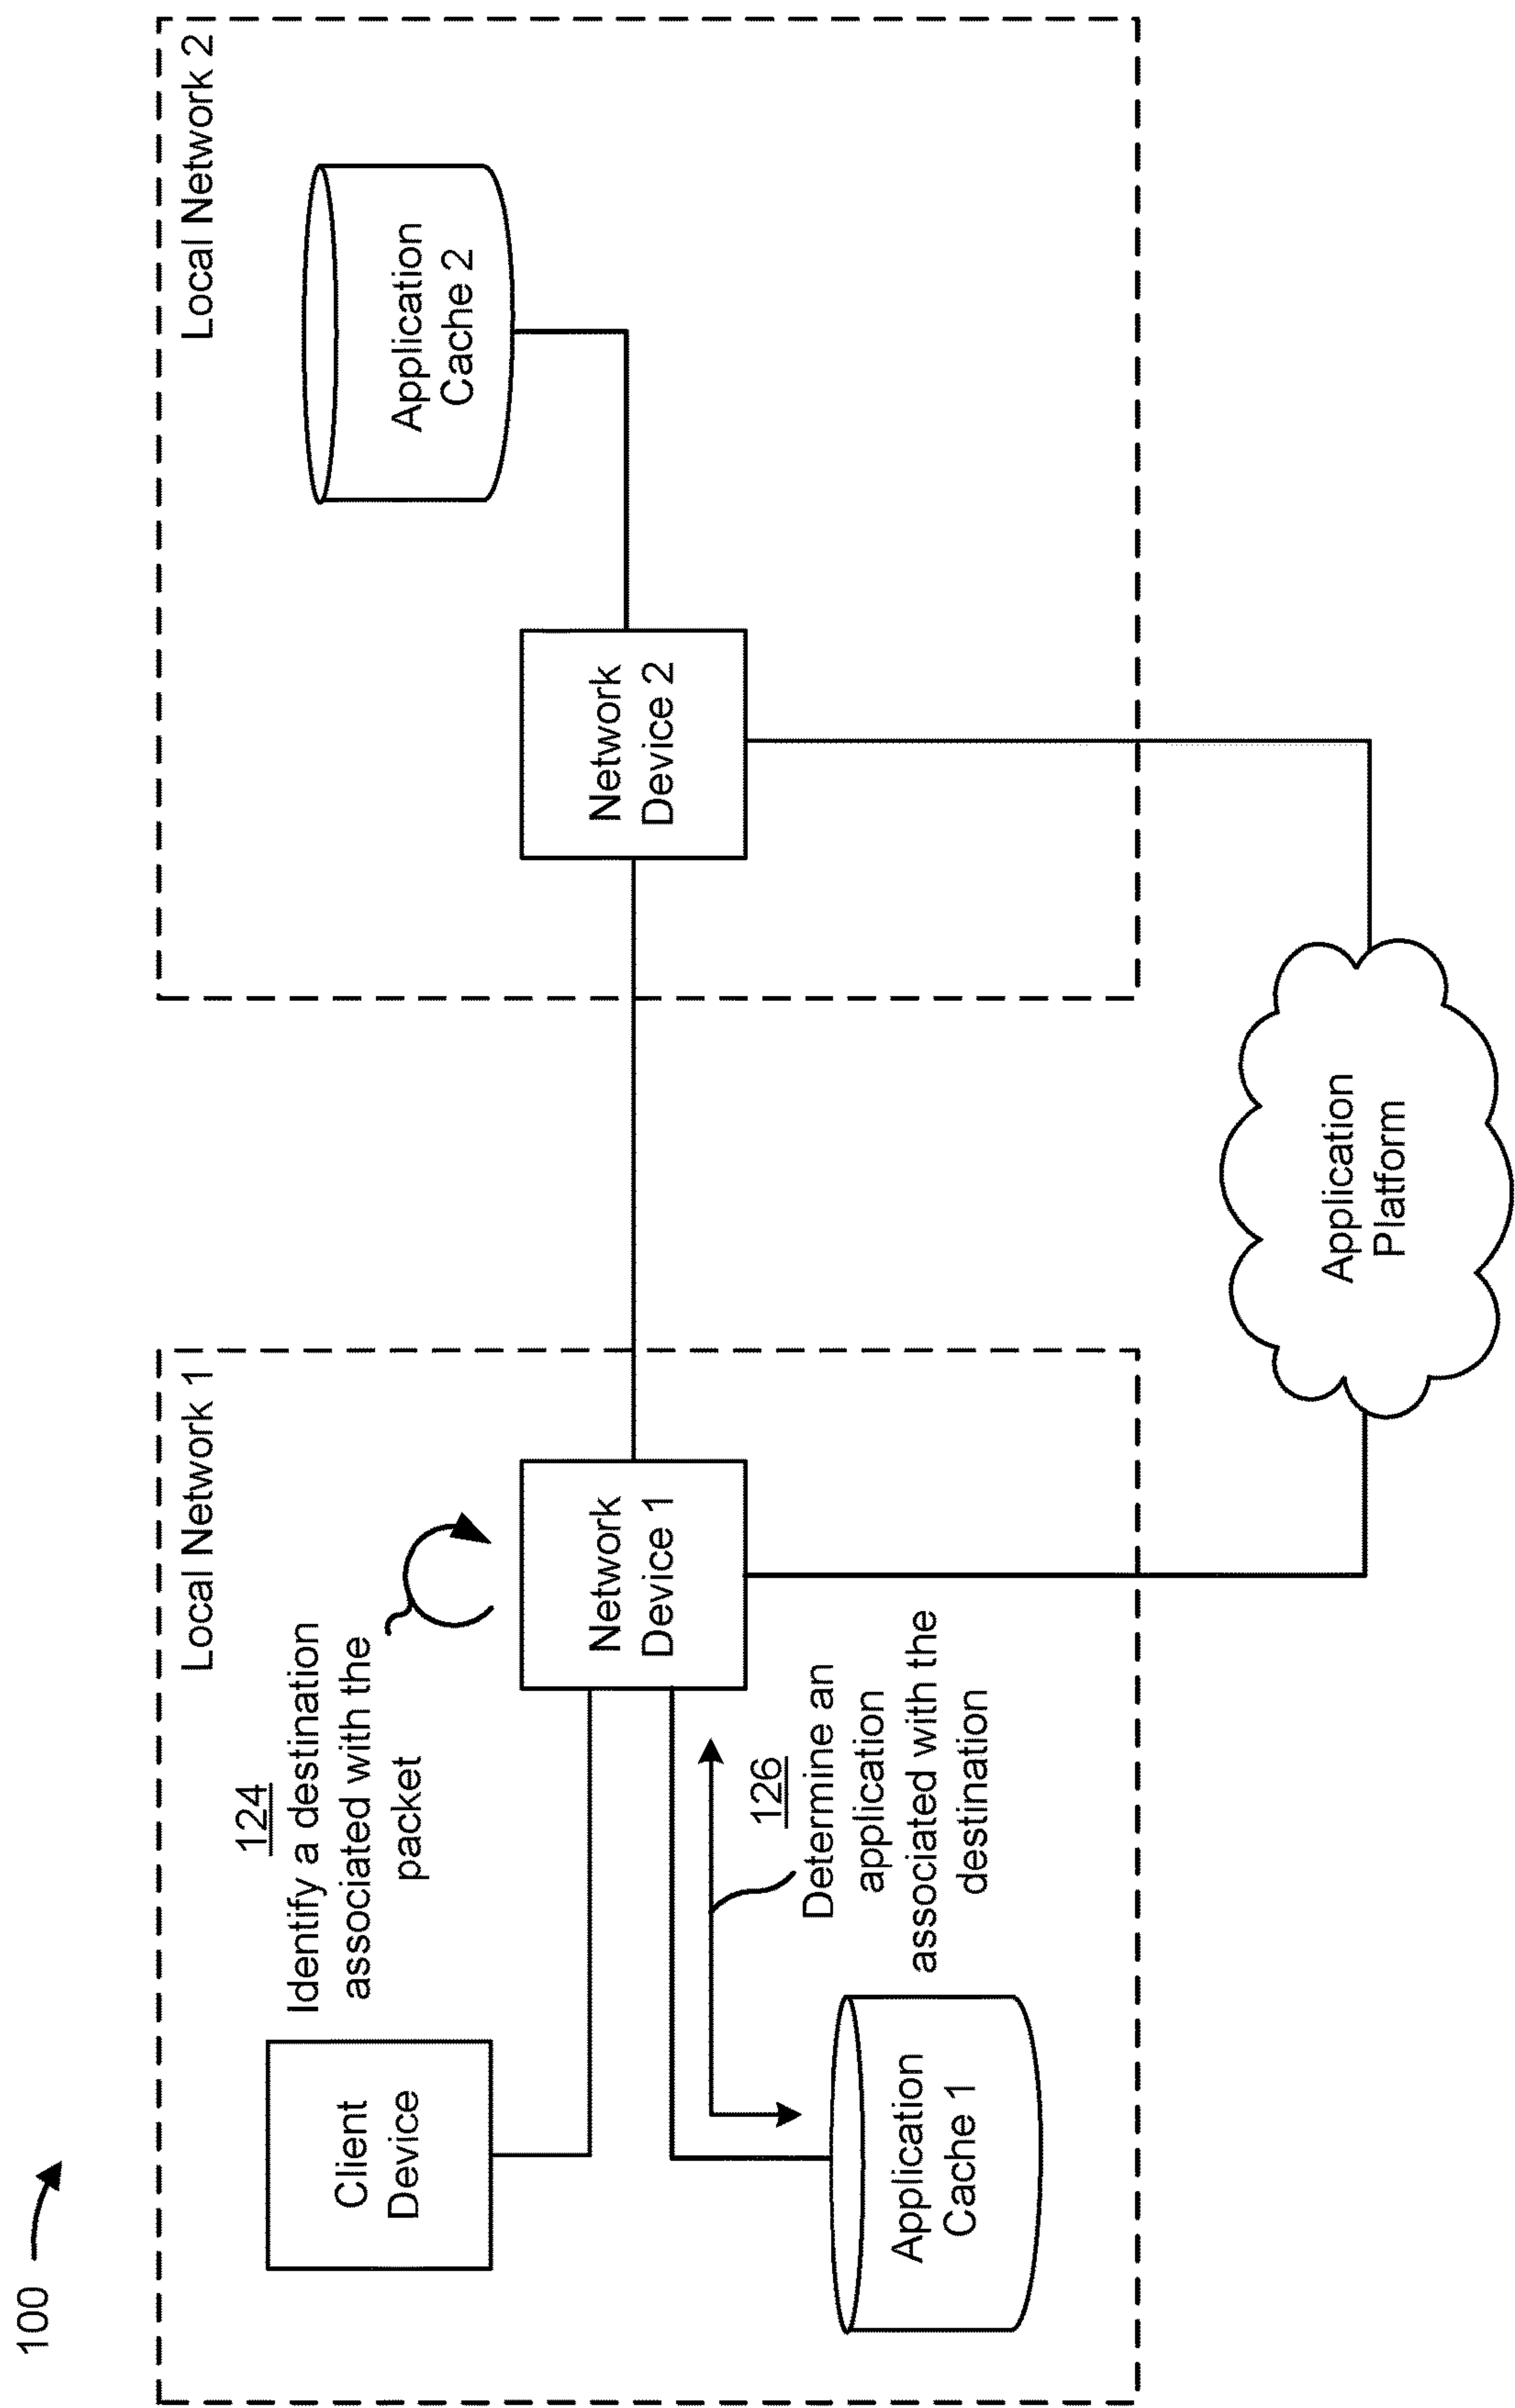 100
Local Network 1
124
Identify a destination
associated with the
packet
Client
Device
Network
Device 1
126
Determine an
application
associated with the
destination
Application
Cache 1
Local Network 2
Application
Cache 2
Network
Device 2
Application
Platform